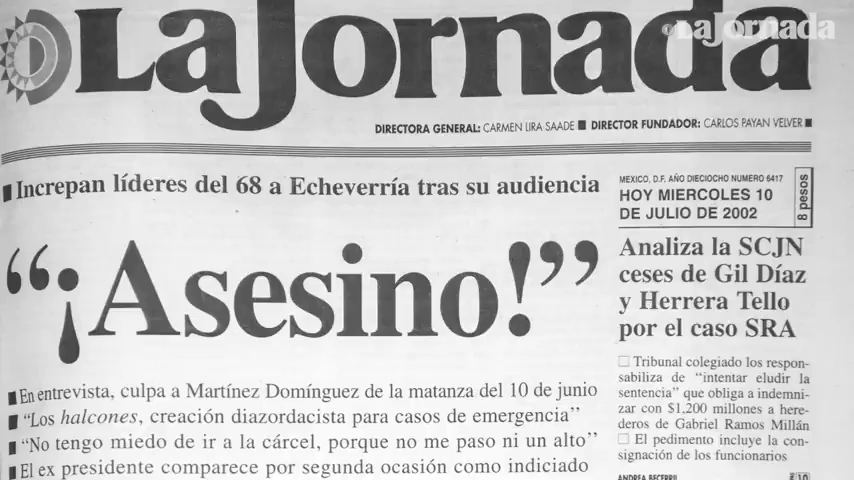 La Jornada
La Jornada
DIRECTORA GENERAL: CARMEN LIRA SAADE ■ DIRECTOR FUNDADOR: CARLOS PAYAN VELVER ■
■ Increpan líderes del 68 a Echeverría tras su audiencia
“¡Asesino!”
■ En entrevista, culpa a Martínez Domínguez de la matanza del 10 de junio
■ “Los halcones, creación diazordacista para casos de emergencia”
■ “No tengo miedo de ir a la cárcel, porque no me paso ni un alto”
■ El ex presidente comparece por segunda ocasión como indiciado
MEXICO, D.F. AÑO DIECIOCHO NUMERO 6417
HOY MIERCOLES 10
DE JULIO DE 2002
8 pesos
Analiza la SCJN
ceses de Gil Díaz
y Herrera Tello
por el caso SRA
□ Tribunal colegiado los respon-
sabiliza de “intentar eludir la
sentencia” que obliga a indemni-
zar con $1,200 millones a here-
deros de Gabriel Ramos Millán
□ El pedimento incluye la con-
signación de los funcionarios
ANDREA BECERRIL
10